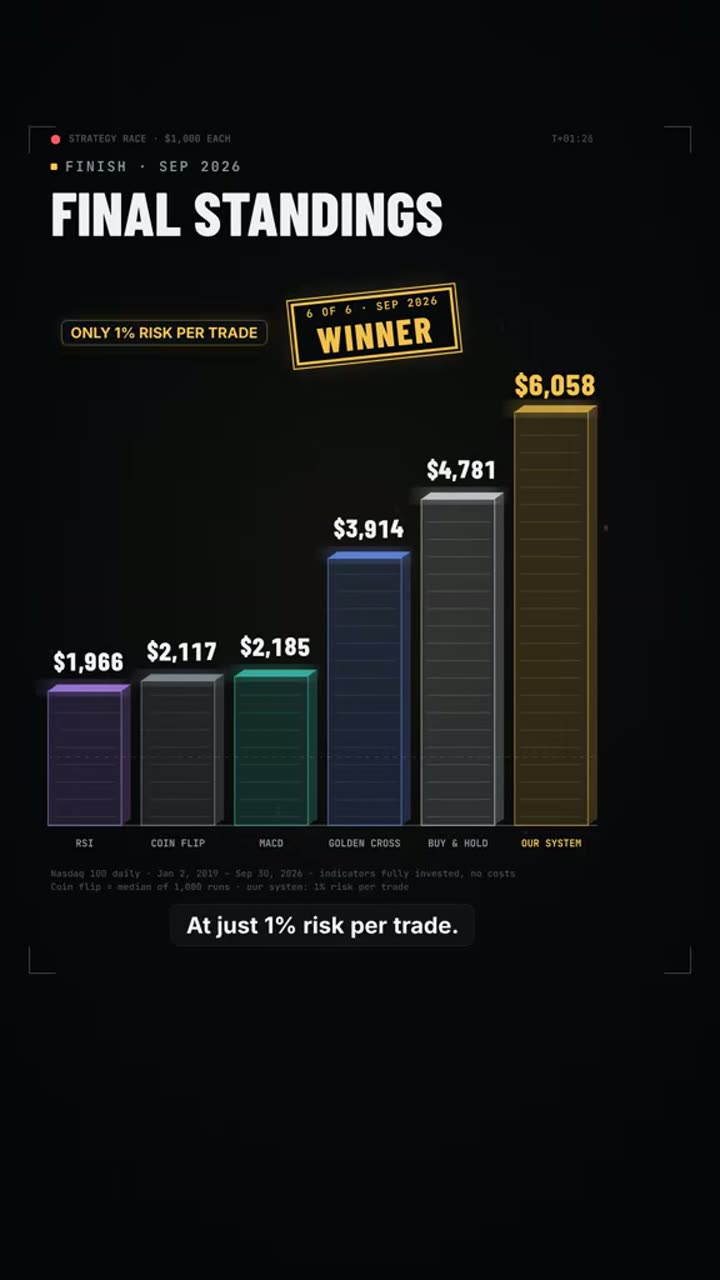 STRATEGY RACE · $1,000 EACH
T+01:26
FINISH · SEP 2026
FINAL STANDINGS
6 OF 6 · SEP 2026
WINNER
ONLY 1% RISK PER TRADE
$6,058
$4,781
$3,914
$2,185
$2,117
$1,966
RSI COIN FLIP MACD GOLDEN CROSS BUY & HOLD OUR SYSTEM
Nasdaq 100 daily · Jan 2, 2019 – Sep 30, 2026 · indicators fully invested, no costs
Coin flip = median of 1,000 runs · our system: 1% risk per trade
At just 1% risk per trade.